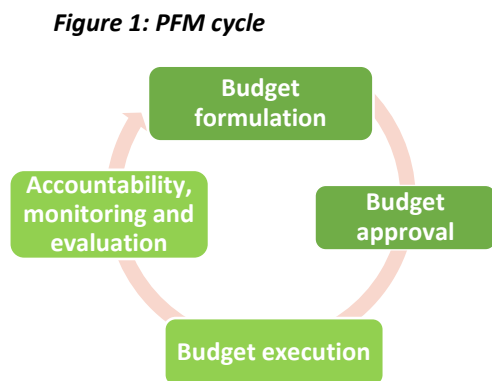 Figure 1: PFM cycle
Budget
formulation
Budget
approval
Budget execution
Accountability,
monitoring and
evaluation